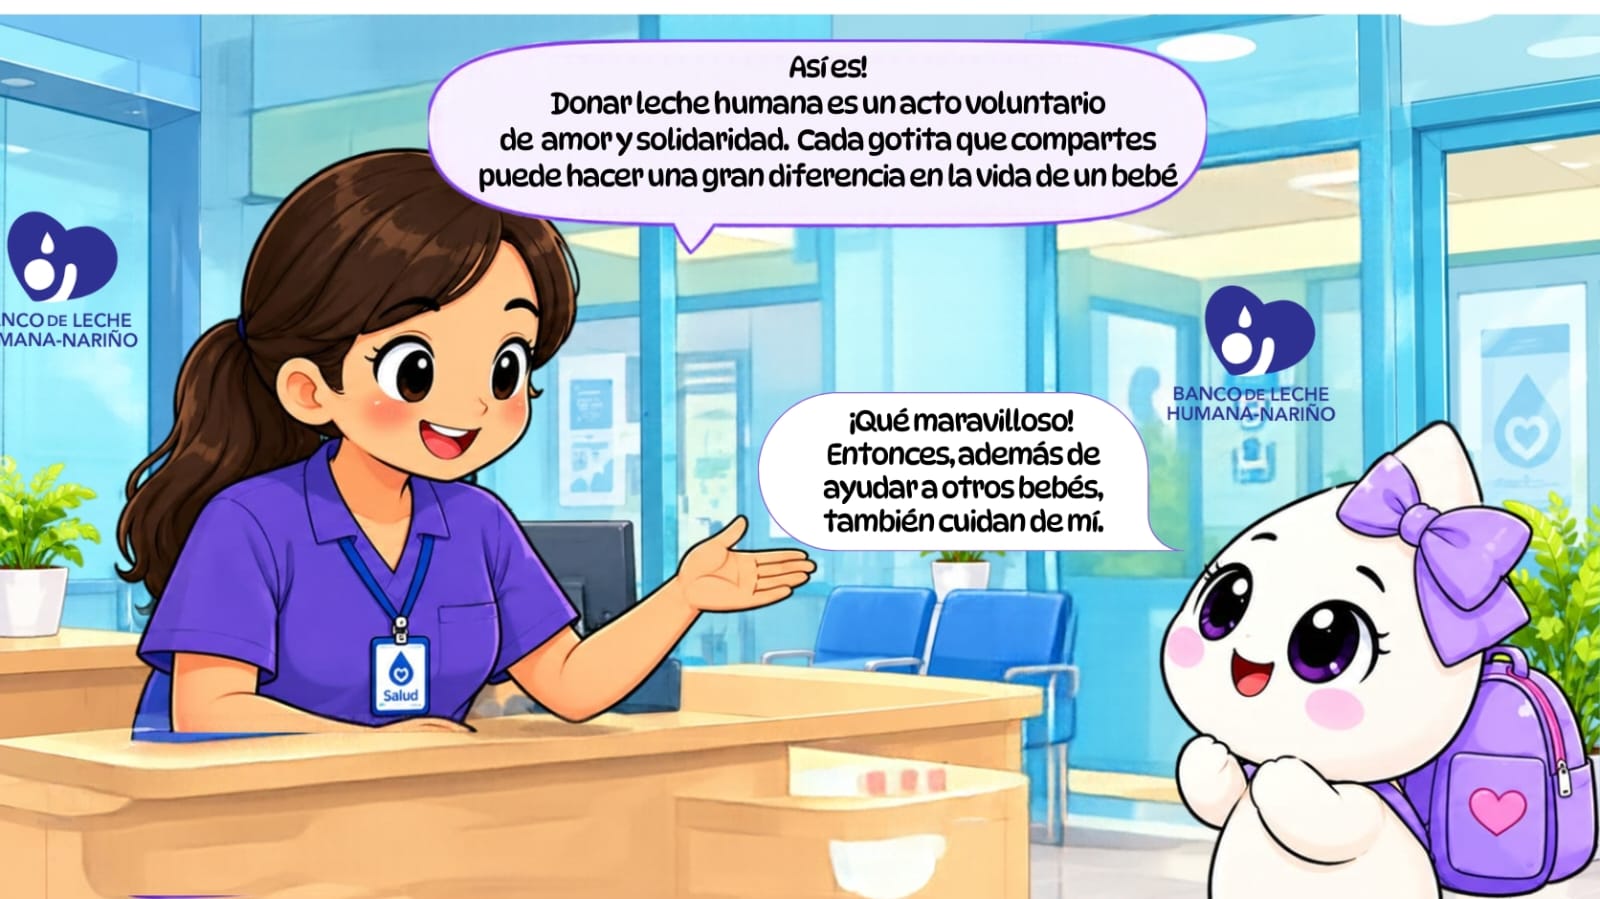 Así es!
Donar leche humana es un acto voluntario
de amor y solidaridad. Cada gotita que compartes
puede hacer una gran diferencia en la vida de un bebé
NCO DE LECHE
MANA-NARIÑO
BANCO DE LECHE
HUMANA-NARIÑO
¡Qué maravilloso!
Entonces, además de
ayudar a otros bebés,
también cuidan de mí.
Salud